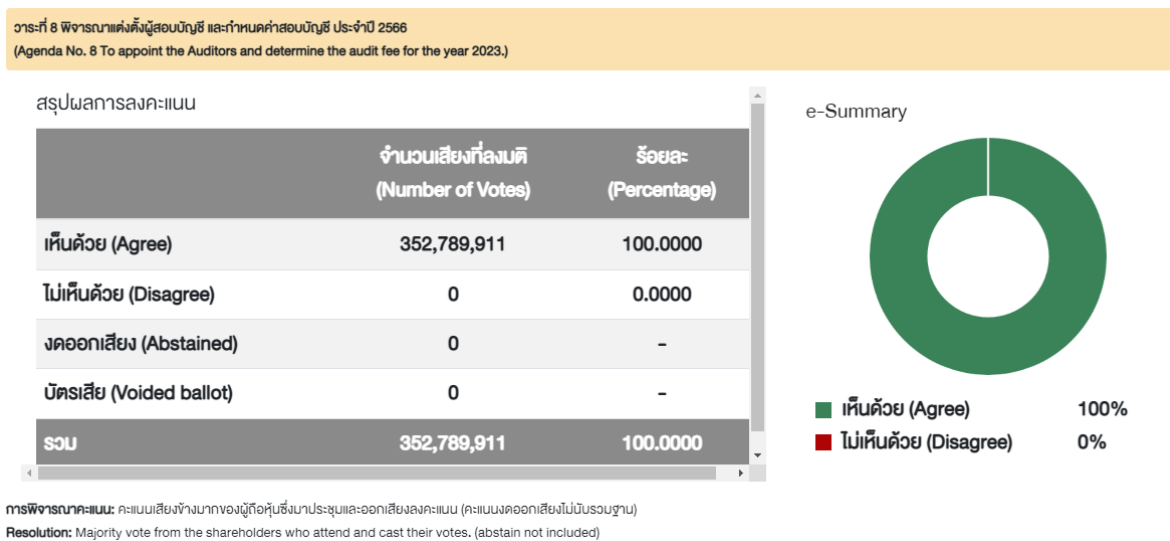 วาระที่ 8 พิจารณาแต่งตั้งผู้สอบบัญชี และกำหนดค่าสอบบัญชี ประจำปี 2566
(Agenda No. 8 To appoint the Auditors and determine the audit fee for the year 2023.)
สรุปผลการลงคะแนน
จำนวนเสียงที่ลงมติ ร้อยละ
(Number of Votes) (Percentage)
เห็นด้วย (Agree) 352,789,911 100.0000
ไม่เห็นด้วย (Disagree) 0 0.0000
งดออกเสียง (Abstained) 0 -
บัตรเสีย (Voided ballot) 0 -
รวม 352,789,911 100.0000
e-Summary
เห็นด้วย (Agree) 100%
ไม่เห็นด้วย (Disagree) 0%
การพิจารณาคะแนน: คะแนนเสียงข้างมากของผู้ถือหุ้นซึ่งมาประชุมและออกเสียงลงคะแนน (คะแนนงดออกเสียงไม่นับรวมฐาน)
Resolution: Majority vote from the shareholders who attend and cast their votes. (abstain not included)